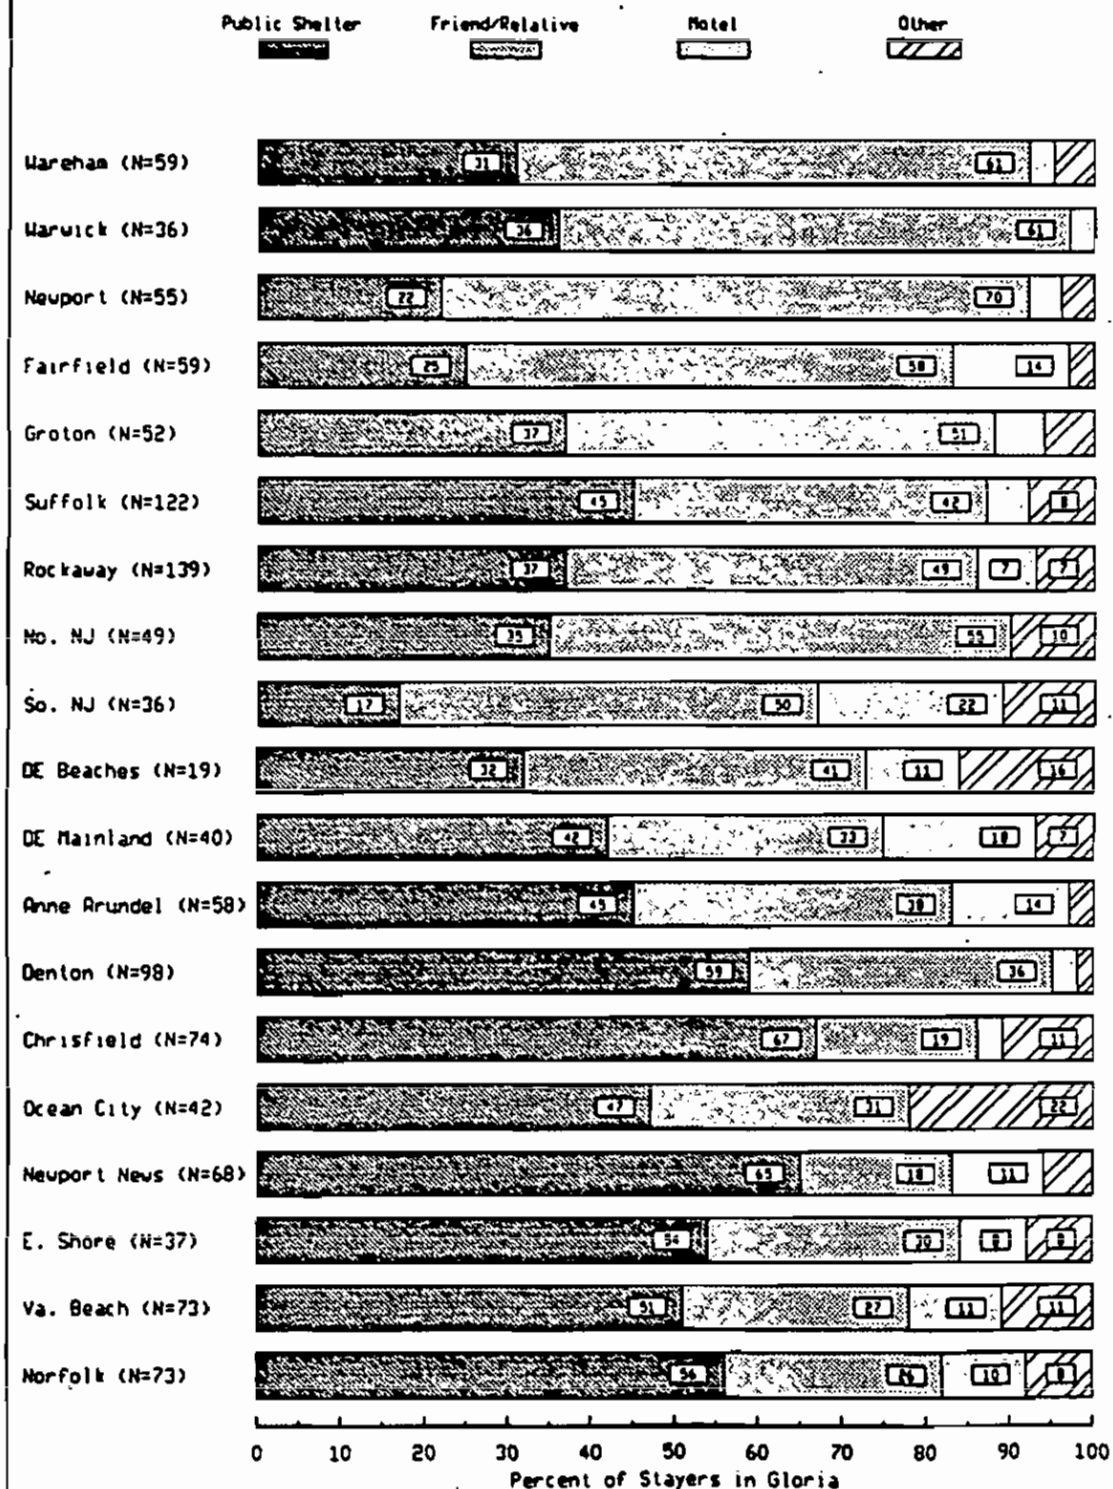 Public Shelter Friend/Relative Motel Other
Wareham (N=59) 31 61
Warwick (N=36) 36 61
Newport (N=55) 22 70
Fairfield (N=59) 25 58 14
Groton (N=52) 37 51
Suffolk (N=122) 45 42 8
Rockaway (N=139) 37 49 7 7
No. NJ (N=49) 35 55 10
So. NJ (N=36) 17 50 22 11
DE Beaches (N=19) 32 41 11 16
DE Mainland (N=40) 42 33 18 7
Anne Arundel (N=58) 45 38 14
Denton (N=98) 59 36
Chrisfield (N=74) 67 19 11
Ocean City (N=42) 47 31 22
Newport News (N=68) 65 18 11
E. Shore (N=37) 54 30 8 8
Va. Beach (N=73) 51 27 11 11
Norfolk (N=73) 56 26 10 8
0 10 20 30 40 50 60 70 80 90 100
Percent of Stayers in Gloria